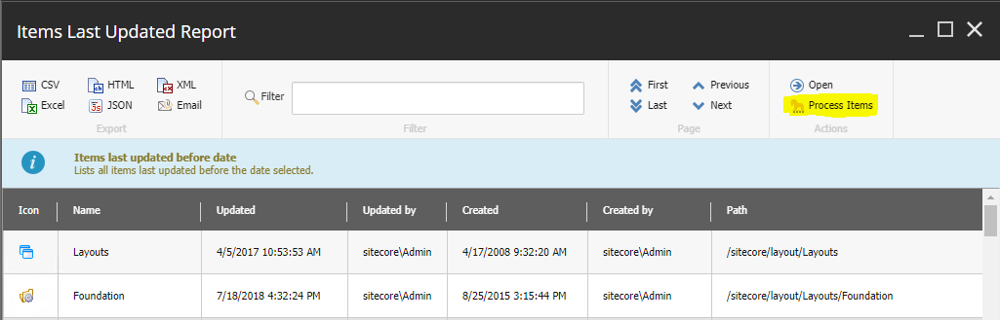 Items Last Updated Report
CSV HTML XML
Excel JSON Email
Export
Filter
Filter
First Previous
Last Next
Page
Open
Process Items
Actions
Items last updated before date
Lists all items last updated before the date selected.
Icon Name Updated Updated by Created Created by Path
Layouts 4/5/2017 10:53:53 AM sitecore\Admin 4/17/2008 9:32:20 AM sitecore\Admin /sitecore/layout/Layouts
Foundation 7/18/2018 4:32:24 PM sitecore\Admin 8/25/2015 3:15:44 PM sitecore\Admin /sitecore/layout/Layouts/Foundation